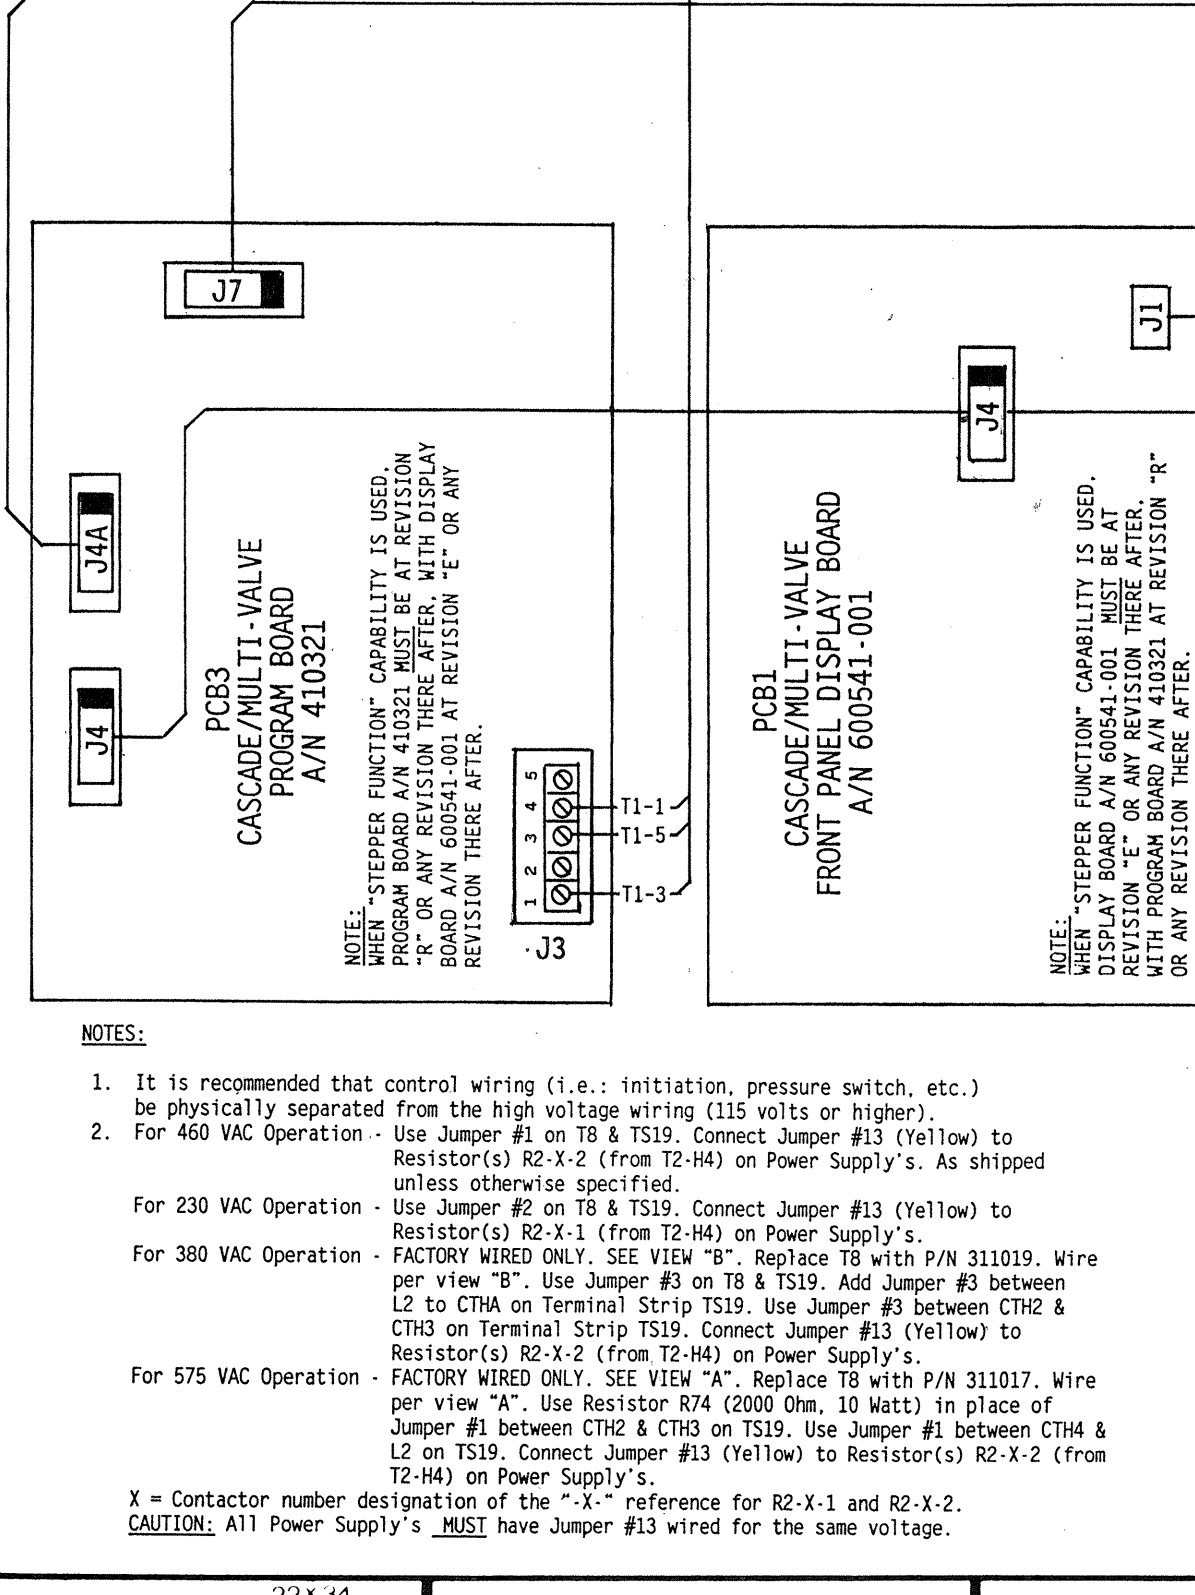 J7
J1
J4
J4A
J4
PCB3
CASCADE/MULTI-VALVE
PROGRAM BOARD
A/N 410321
NOTE:
WHEN "STEPPER FUNCTION" CAPABILITY IS USED,
PROGRAM BOARD A/N 410321 MUST BE AT REVISION
"R" OR ANY REVISION THERE AFTER, WITH DISPLAY
BOARD A/N 600541-001 AT REVISION "E" OR ANY
REVISION THERE AFTER.
5
4
3
2
1
T1-1
T1-5
T1-3
J3
PCB1
CASCADE/MULTI-VALVE
FRONT PANEL DISPLAY BOARD
A/N 600541-001
NOTE:
WHEN "STEPPER FUNCTION" CAPABILITY IS USED,
DISPLAY BOARD A/N 600541-001 MUST BE AT
REVISION "E" OR ANY REVISION THERE AFTER,
WITH PROGRAM BOARD A/N 410321 AT REVISION "R"
OR ANY REVISION THERE AFTER.
NOTES:
1. It is recommended that control wiring (i.e.: initiation, pressure switch, etc.)
be physically separated from the high voltage wiring (115 volts or higher).
2. For 460 VAC Operation - Use Jumper #1 on T8 & TS19. Connect Jumper #13 (Yellow) to
Resistor(s) R2-X-2 (from T2-H4) on Power Supply's. As shipped
unless otherwise specified.
For 230 VAC Operation - Use Jumper #2 on T8 & TS19. Connect Jumper #13 (Yellow) to
Resistor(s) R2-X-1 (from T2-H4) on Power Supply's.
For 380 VAC Operation - FACTORY WIRED ONLY. SEE VIEW "B". Replace T8 with P/N 311019. Wire
per view "B". Use Jumper #3 on T8 & TS19. Add Jumper #3 between
L2 to CTHA on Terminal Strip TS19. Use Jumper #3 between CTH2 &
CTH3 on Terminal Strip TS19. Connect Jumper #13 (Yellow) to
Resistor(s) R2-X-2 (from T2-H4) on Power Supply's.
For 575 VAC Operation - FACTORY WIRED ONLY. SEE VIEW "A". Replace T8 with P/N 311017. Wire
per view "A". Use Resistor R74 (2000 Ohm, 10 Watt) in place of
Jumper #1 between CTH2 & CTH3 on TS19. Use Jumper #1 between CTH4 &
L2 on TS19. Connect Jumper #13 (Yellow) to Resistor(s) R2-X-2 (from
T2-H4) on Power Supply's.
X = Contactor number designation of the "-X-" reference for R2-X-1 and R2-X-2.
CAUTION: All Power Supply's MUST have Jumper #13 wired for the same voltage.